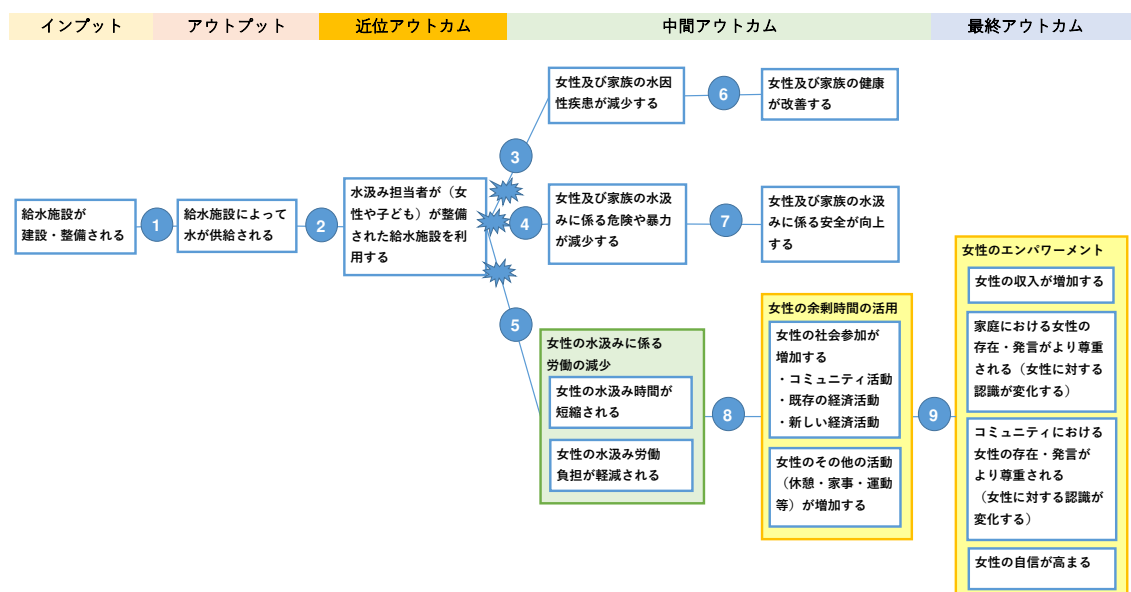 インプット
アウトプット
近位アウトカム
中間アウトカム
最終アウトカム
給水施設が
建設・整備される
1
給水施設によって
水が供給される
2
水汲み担当者が（女
性や子ども）が整備
された給水施設を利
用する
3
女性及び家族の水因
性疾患が減少する
6
女性及び家族の健康
が改善する
4
女性及び家族の水汲
みに係る危険や暴力
が減少する
7
女性及び家族の水汲
みに係る安全が向上
する
5
女性の水汲みに係る
労働の減少
女性の水汲み時間が
短縮される
女性の水汲み労働
負担が軽減される
8
女性の余剰時間の活用
女性の社会参加が
増加する
・コミュニティ活動
・既存の経済活動
・新しい経済活動
女性のその他の活動
（休憩・家事・運動
等）が増加する
9
女性のエンパワーメント
女性の収入が増加する
家庭における女性の
存在・発言がより尊重
される（女性に対する
認識が変化する）
コミュニティにおける
女性の存在・発言が
より尊重される
（女性に対する認識が
変化する）
女性の自信が高まる